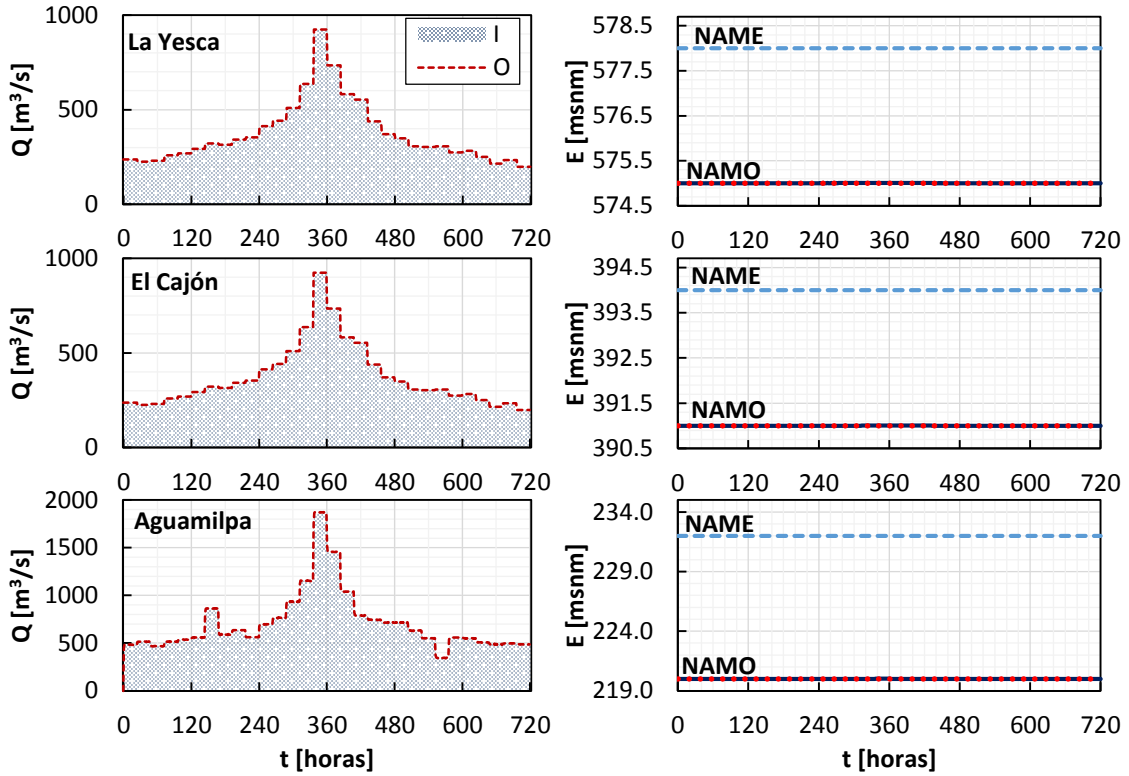 La Yesca
I
O
Q [m³/s]
1000
500
0
0 120 240 360 480 600 720
NAME
NAMO
E [msnm]
578.5
577.5
576.5
575.5
574.5
0 120 240 360 480 600 720
El Cajón
Q [m³/s]
1000
500
0
0 120 240 360 480 600 720
NAME
NAMO
E [msnm]
394.5
393.5
392.5
391.5
390.5
0 120 240 360 480 600 720
Aguamilpa
Q [m³/s]
2000
1500
1000
500
0
0 120 240 360 480 600 720
t [horas]
NAME
NAMO
E [msnm]
234.0
229.0
224.0
219.0
0 120 240 360 480 600 720
t [horas]